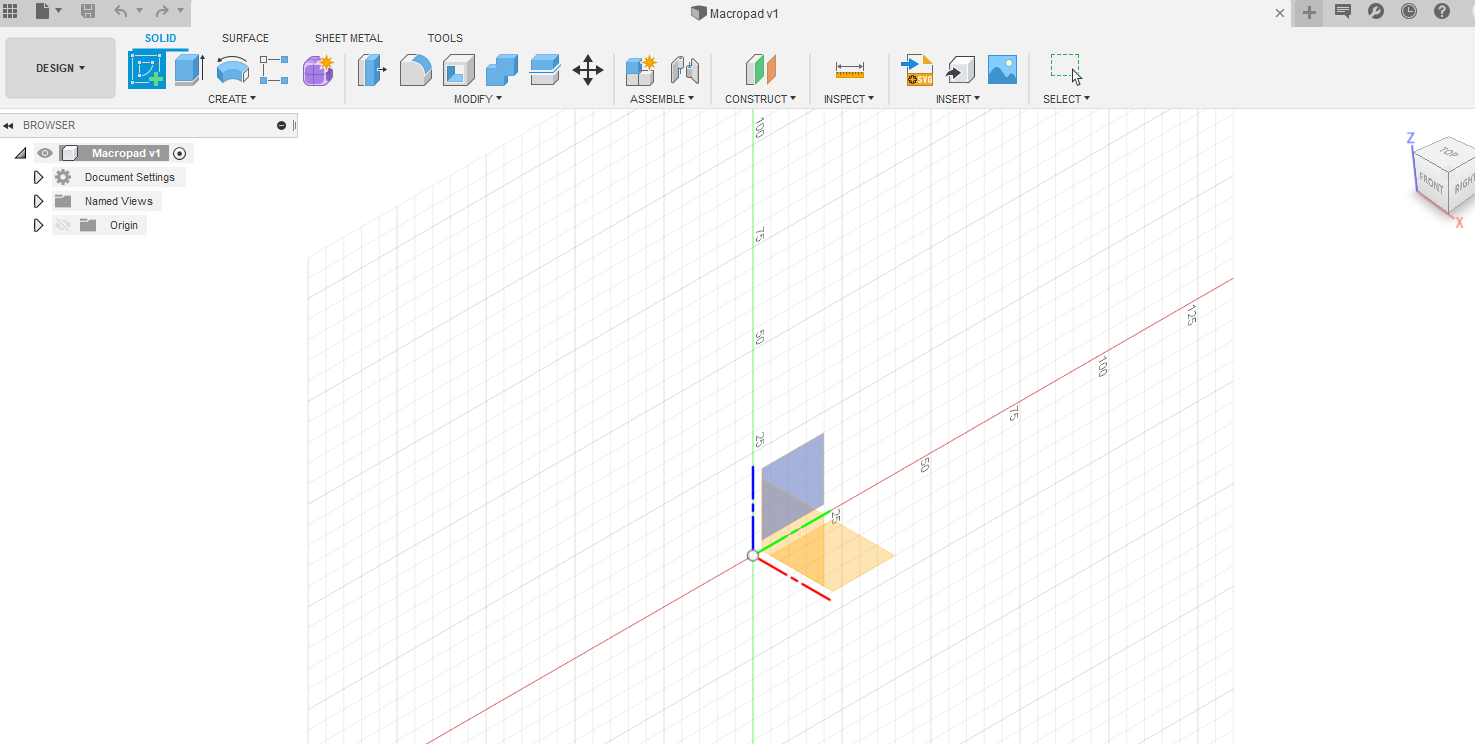 Macropad v1
SOLID SURFACE SHEET METAL TOOLS
DESIGN
SVG
CREATE MODIFY ASSEMBLE CONSTRUCT INSPECT INSERT SELECT
BROWSER
Macropad v1
Document Settings
Named Views
Origin
100
75
50
25
125
100
75
50
25
Z
TOP
FRONT
RIGHT
X